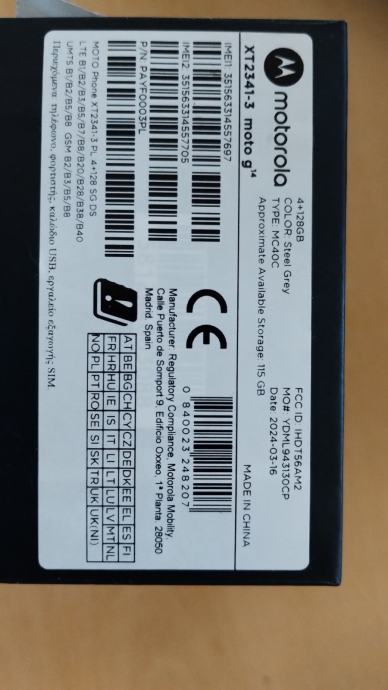 motorola
4+128GB
COLOR: Steel Grey
TYPE: MC40C
Approximate Available Storage: 115 GB
FCC ID: IHDT56AM2
MO#: YDML943130CP
Date: 2024-03-16
XT2341-3 moto g14
MADE IN CHINA
IMEI1: 351563314557697
IMEI2: 351563314557705
0 840023 248207
P/N: PAYF0003PL
CE
Manufacturer: Regulatory Compliance, Motorola Mobility,
Calle Puerto de Somport 9, Edificio Oxxeo, 1ª Planta, 28050
Madrid, Spain
MOTO Phone XT2341-3 PL 4+128 SG DS
LTE B1/B2/B3/B5/B7/B8/B20/B28/B38/B40
UMTS B1/B2/B5/B8 GSM B2/B3/B5/B8
AT BE BG CH CY CZ DE DK EE EL ES FI
FR HR HU IE IS IT LI LT LU LV MT NL
NO PL PT RO SE SI SK TR UK UK(NI)
Περιεχόμενα: τηλέφωνο, φορτιστής, καλώδιο USB, εργαλείο εξαγωγής SIM.